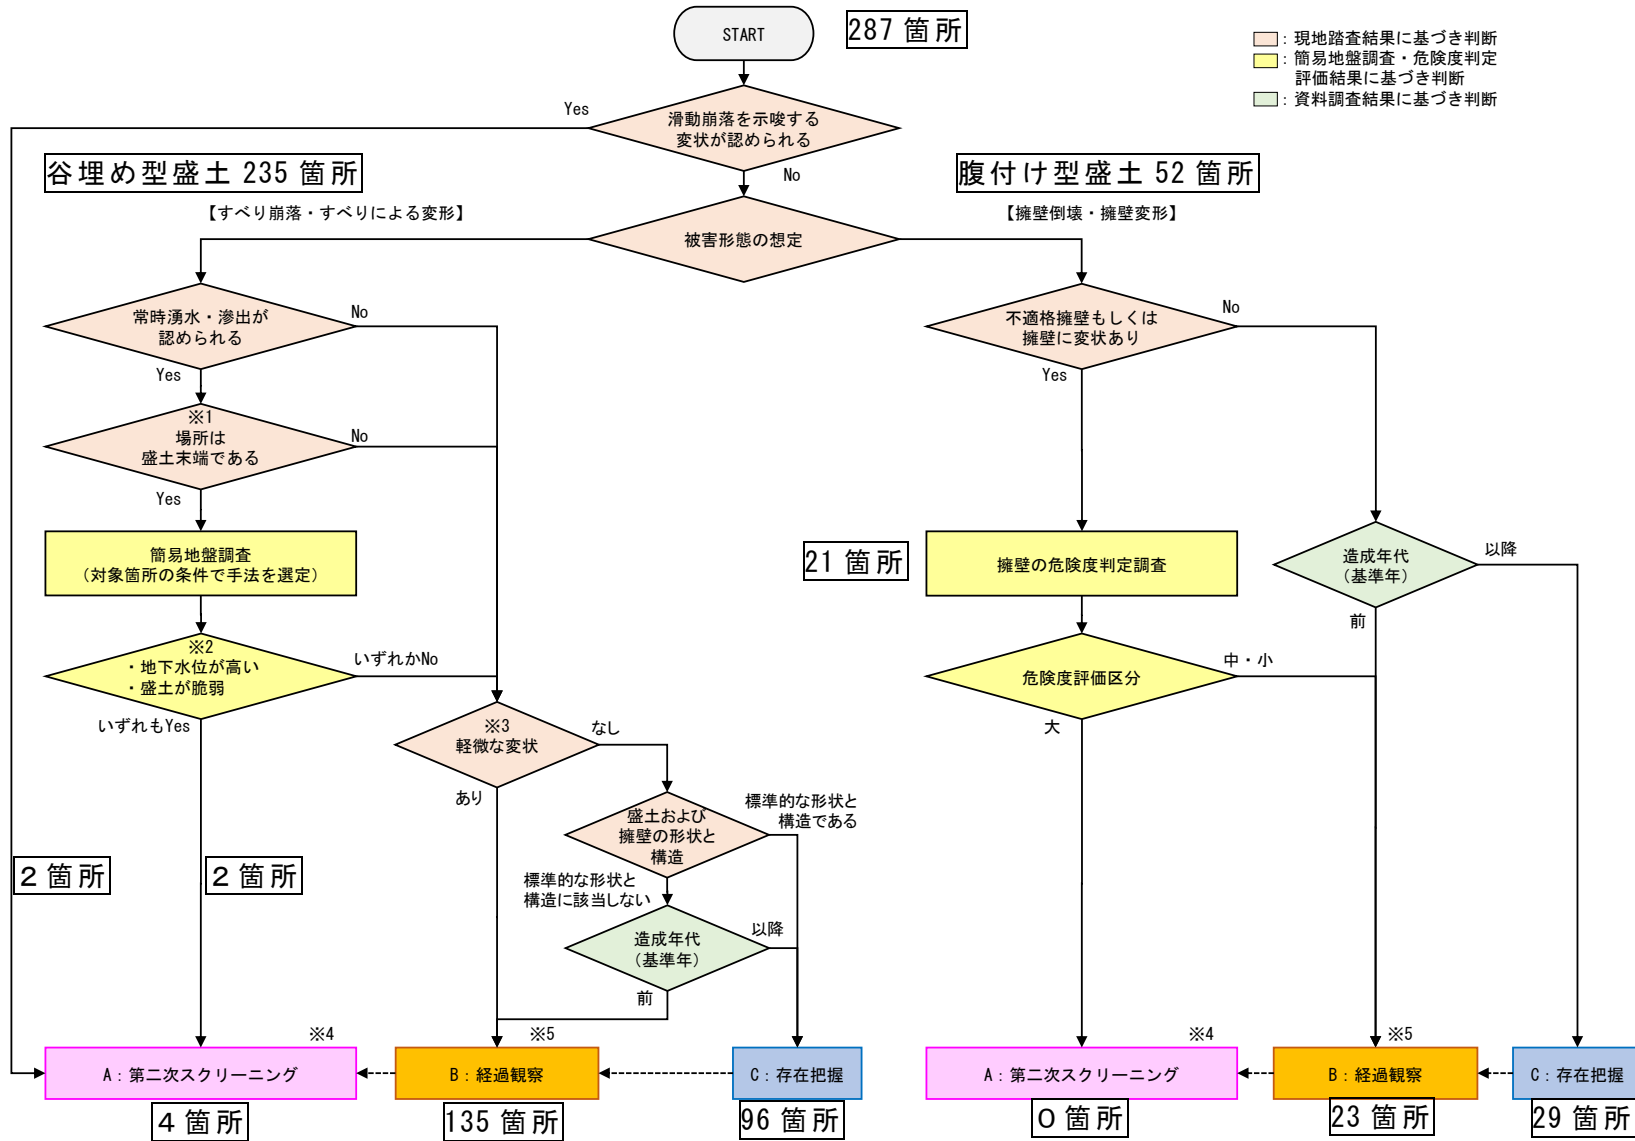 START
287 箇所
：現地踏査結果に基づき判断
：簡易地盤調査・危険度判定
評価結果に基づき判断
：資料調査結果に基づき判断
Yes
滑動崩落を示唆する
変状が認められる
No
谷埋め型盛土 235 箇所
腹付け型盛土 52 箇所
【すべり崩落・すべりによる変形】
【擁壁倒壊・擁壁変形】
被害形態の想定
常時湧水・滲出が
認められる
No
Yes
不適格擁壁もしくは
擁壁に変状あり
No
Yes
※1
場所は
盛土末端である
No
Yes
簡易地盤調査
（対象箇所の条件で手法を選定）
21 箇所
擁壁の危険度判定調査
造成年代
（基準年）
以降
前
※2
・地下水位が高い
・盛土が脆弱
いずれかNo
いずれもYes
危険度評価区分
中・小
大
※3
軽微な変状
なし
あり
盛土および
擁壁の形状と
構造
標準的な形状と
構造である
標準的な形状と
構造に該当しない
2 箇所
2 箇所
造成年代
（基準年）
以降
前
※4
※5
※4
※5
A：第二次スクリーニング
B：経過観察
C：存在把握
A：第二次スクリーニング
B：経過観察
C：存在把握
4 箇所
135 箇所
96 箇所
0 箇所
23 箇所
29 箇所